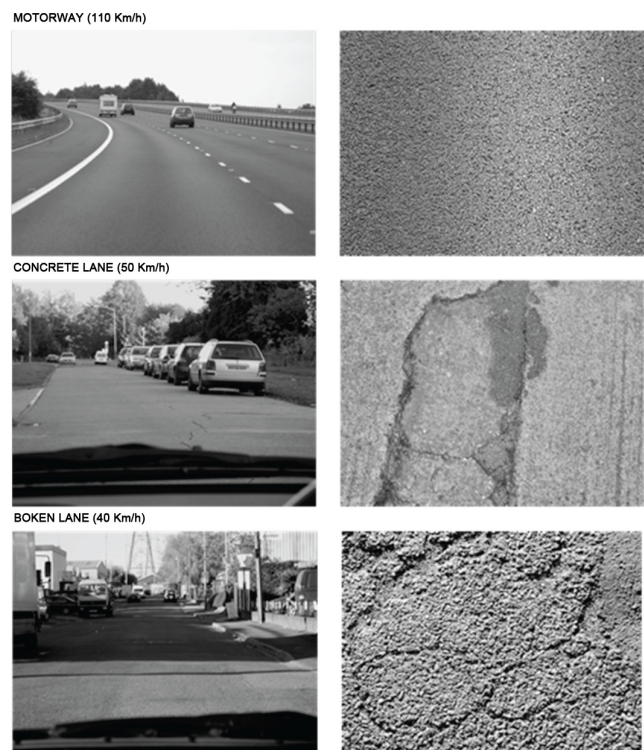 MOTORWAY (110 Km/h)
CONCRETE LANE (50 Km/h)
BOKEN LANE (40 Km/h)